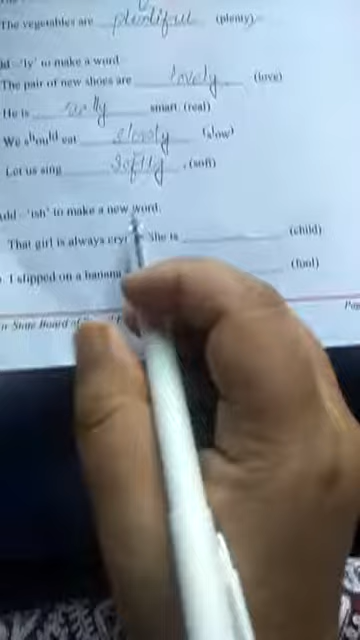 The vegetables are plentiful (plenty)
dd – 'ly' to make a word
The pair of new shoes are lovely (love)
He is smart (real)
We should eat slowly (slow)
Let us sing softly . (soft)
dd – 'ish' to make a new word.
That girl is always cry She is (child)
I slipped on a banana (fool)
State Board of